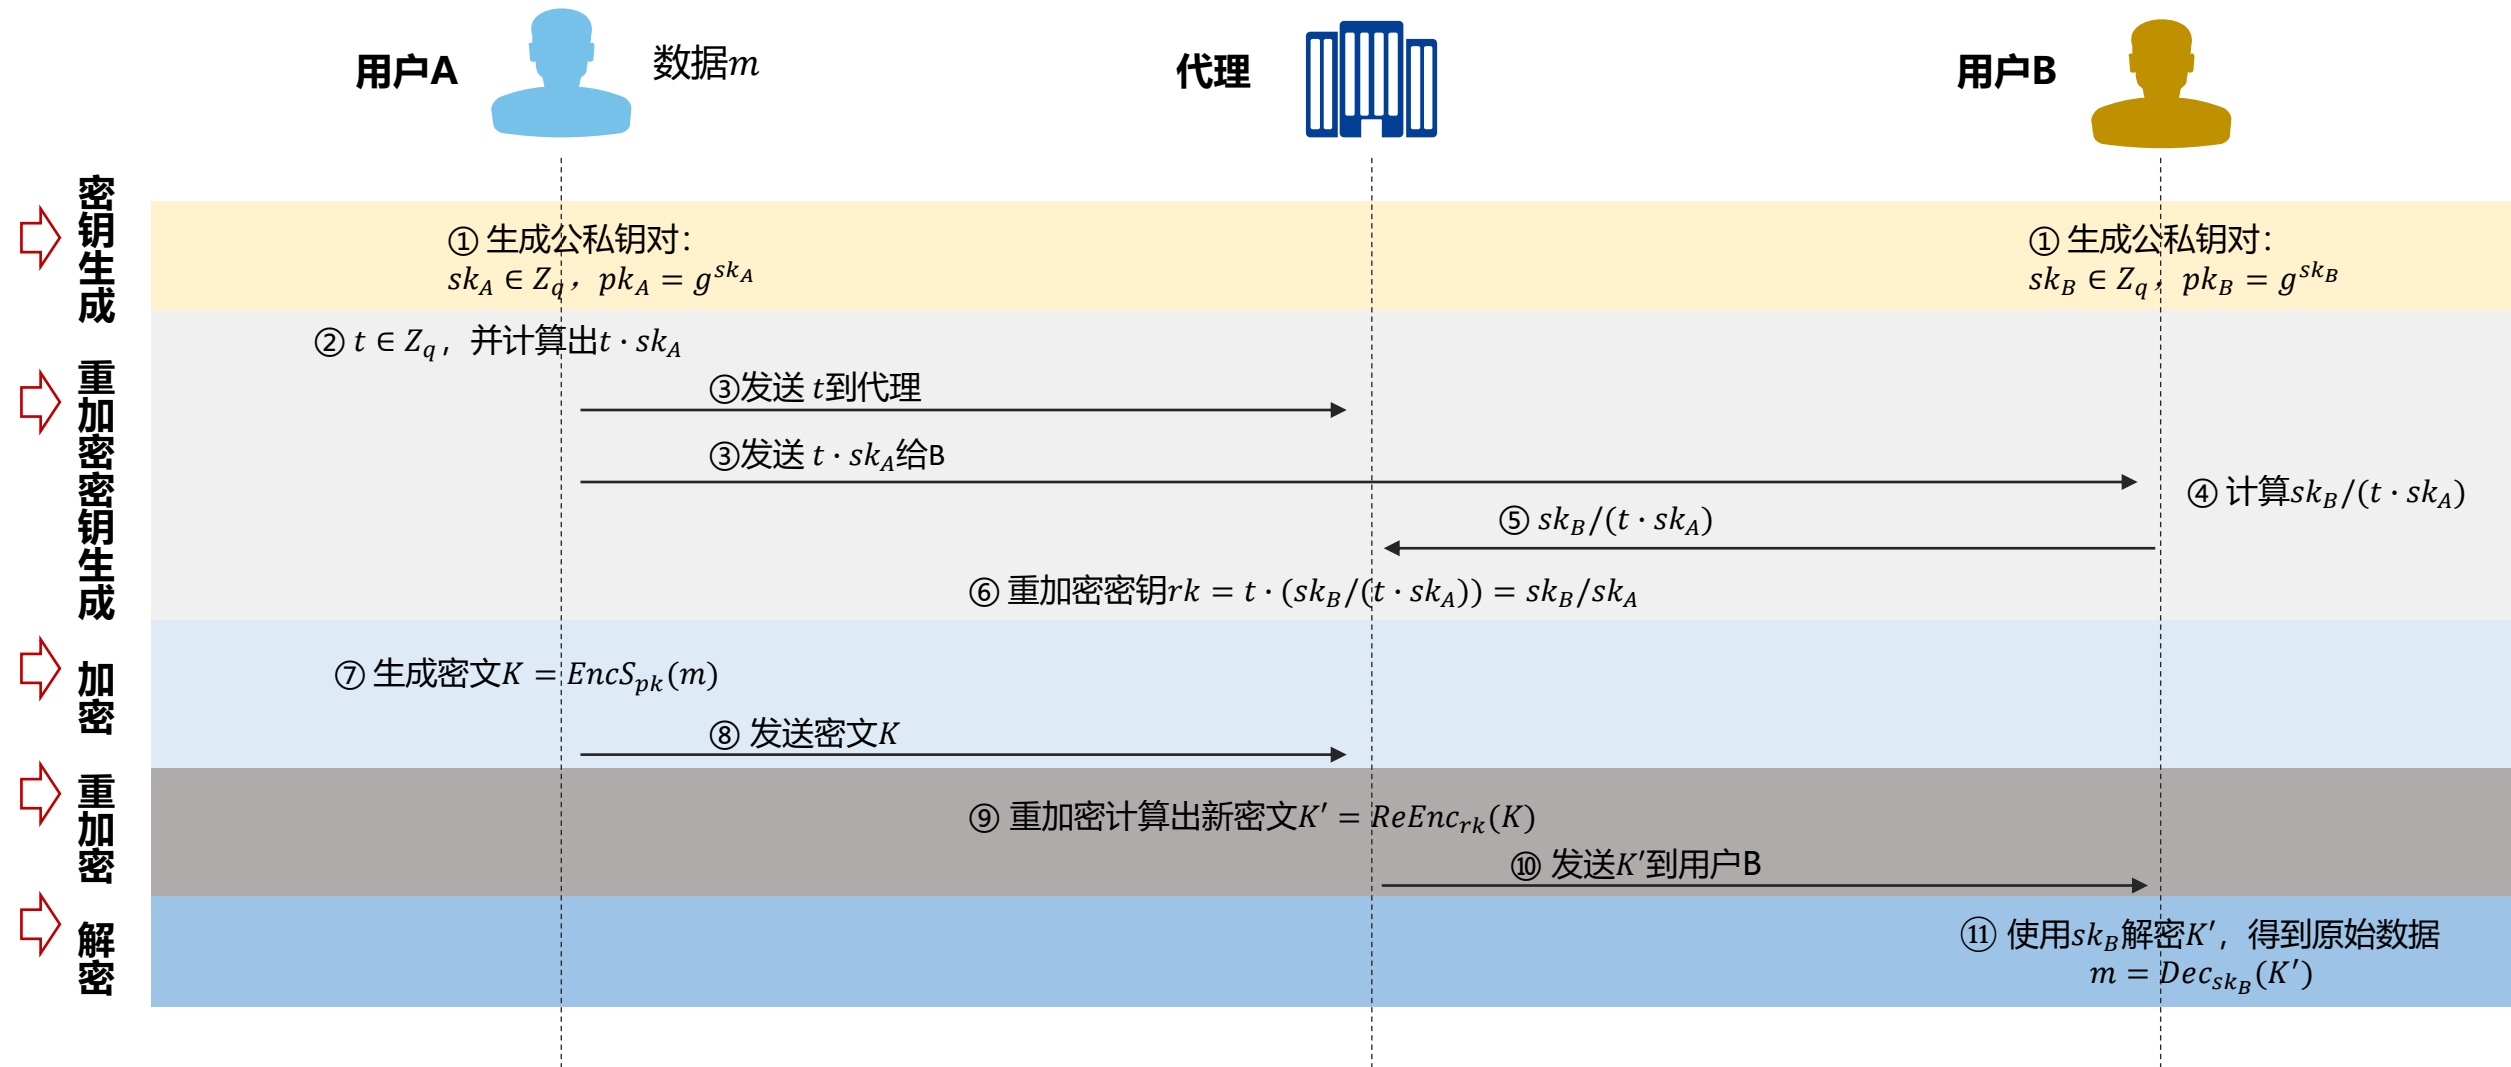 用户A
数据m
代理
用户B
密钥生成
① 生成公私钥对：
sk_A ∈ Z_q，pk_A = g^{sk_A}
① 生成公私钥对：
sk_B ∈ Z_q，pk_B = g^{sk_B}
重加密密钥生成
② t ∈ Z_q，并计算出t · sk_A
③发送 t到代理
③发送 t · sk_A给B
④ 计算sk_B/(t · sk_A)
⑤ sk_B/(t · sk_A)
⑥ 重加密密钥rk = t · (sk_B/(t · sk_A)) = sk_B/sk_A
加密
⑦ 生成密文K = EncS_{pk}(m)
⑧ 发送密文K
重加密
⑨ 重加密计算出新密文K′ = ReEnc_{rk}(K)
⑩ 发送K′到用户B
解密
⑪ 使用sk_B解密K′，得到原始数据
m = Dec_{sk_B}(K′)